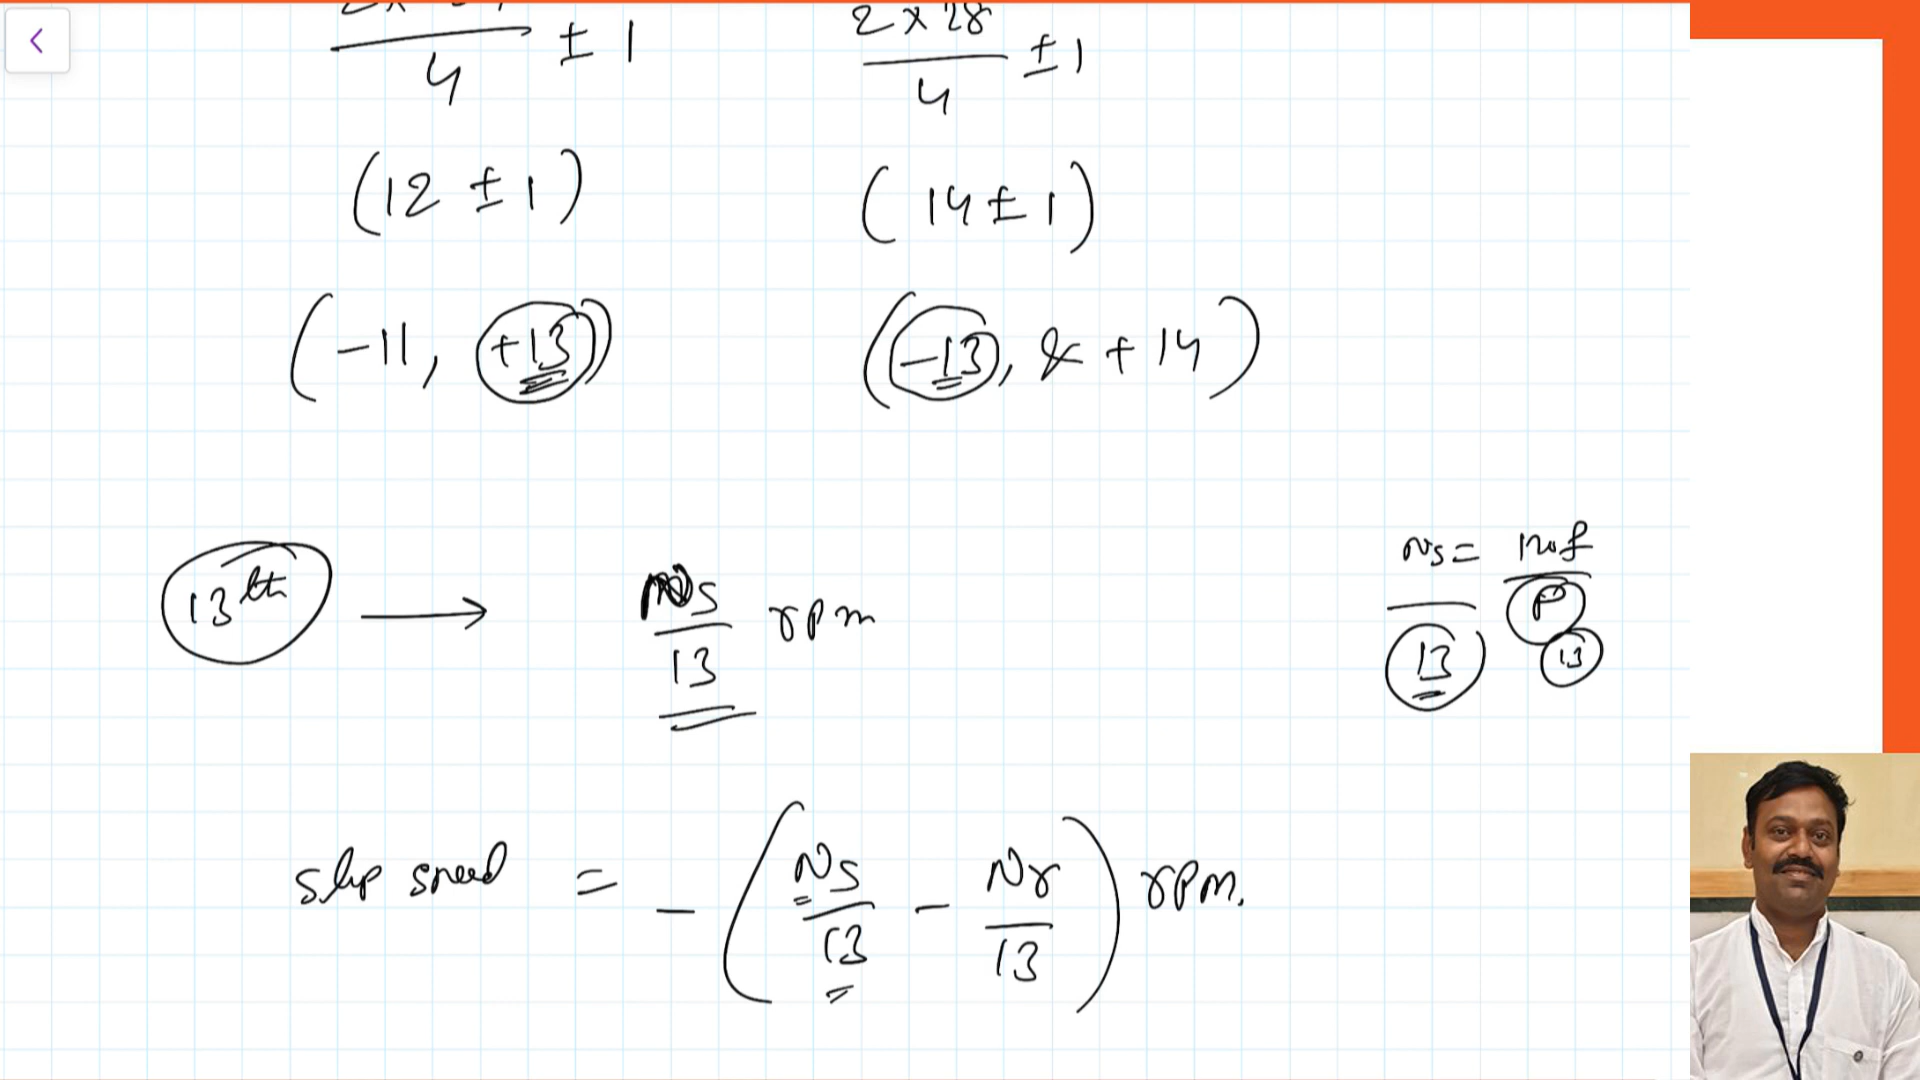 4 ± 1
2 x 28
4 ± 1
(12 ± 1)
(14 ± 1)
(-11, +13)
(-13, & +14)
13th → Ns/13 rpm
Ns = 120f
13
P
13
slip speed = - (Ns/13 - Nr/13) rpm.